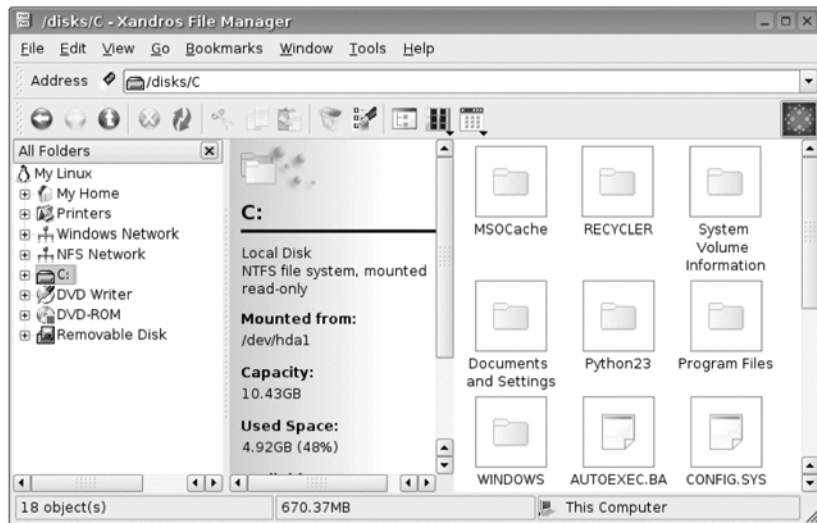 /disks/C - Xandros File Manager
File Edit View Go Bookmarks Window Tools Help
Address /disks/C
All Folders
My Linux
My Home
Printers
Windows Network
NFS Network
C:
DVD Writer
DVD-ROM
Removable Disk
C:
Local Disk
NTFS file system, mounted
read-only
Mounted from:
/dev/hda1
Capacity:
10.43GB
Used Space:
4.92GB (48%)
MSOCache
RECYCLER
System
Volume
Information
Documents
and Settings
Python23
Program Files
WINDOWS
AUTOEXEC.BA
CONFIG.SYS
18 object(s)
670.37MB
This Computer